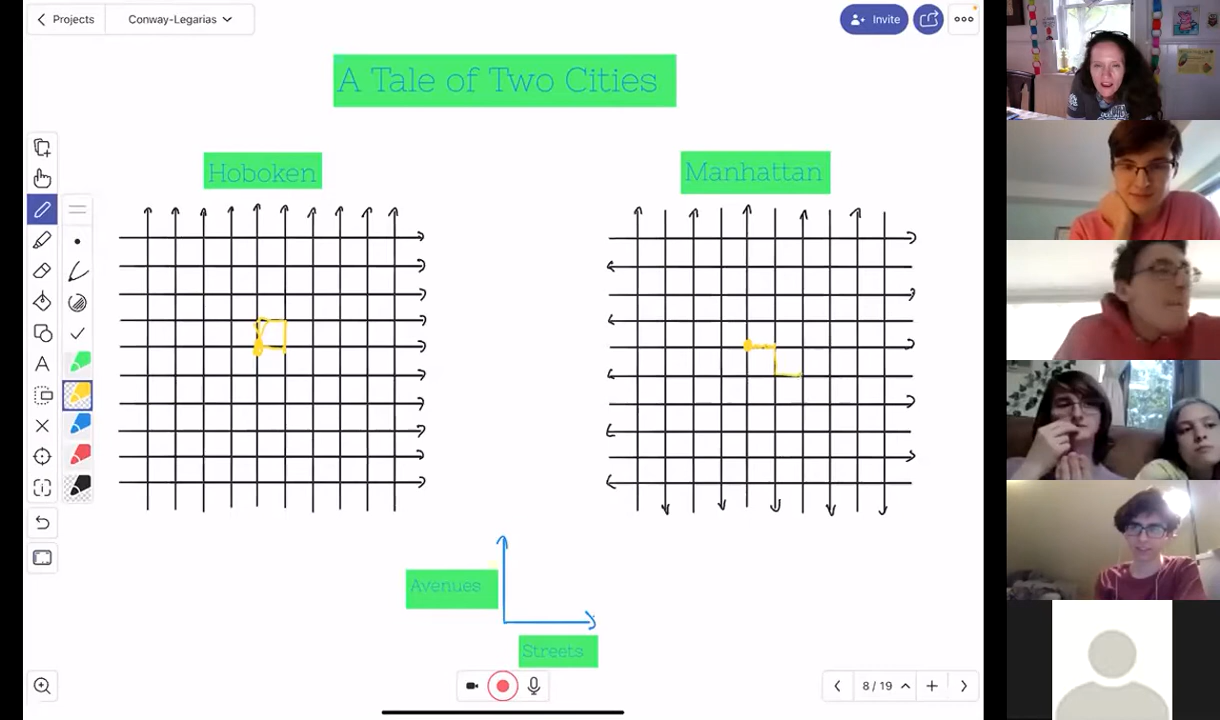 Projects
Conway-Legarias
Invite
A Tale of Two Cities
Hoboken
Manhattan
A
Avenues
Streets
8 / 19